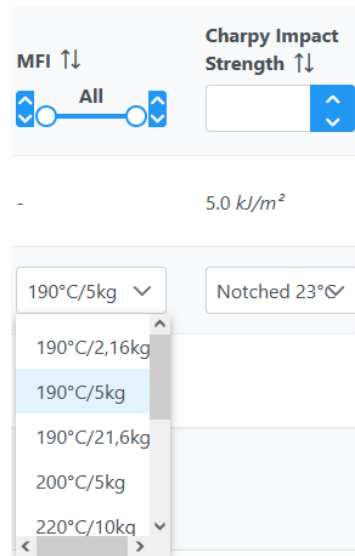 MFI ↑↓
All
Charpy Impact
Strength ↑↓
-
5.0 kJ/m²
190°C/5kg
Notched 23°C
190°C/2,16kg
190°C/5kg
190°C/21,6kg
200°C/5kg
220°C/10kg